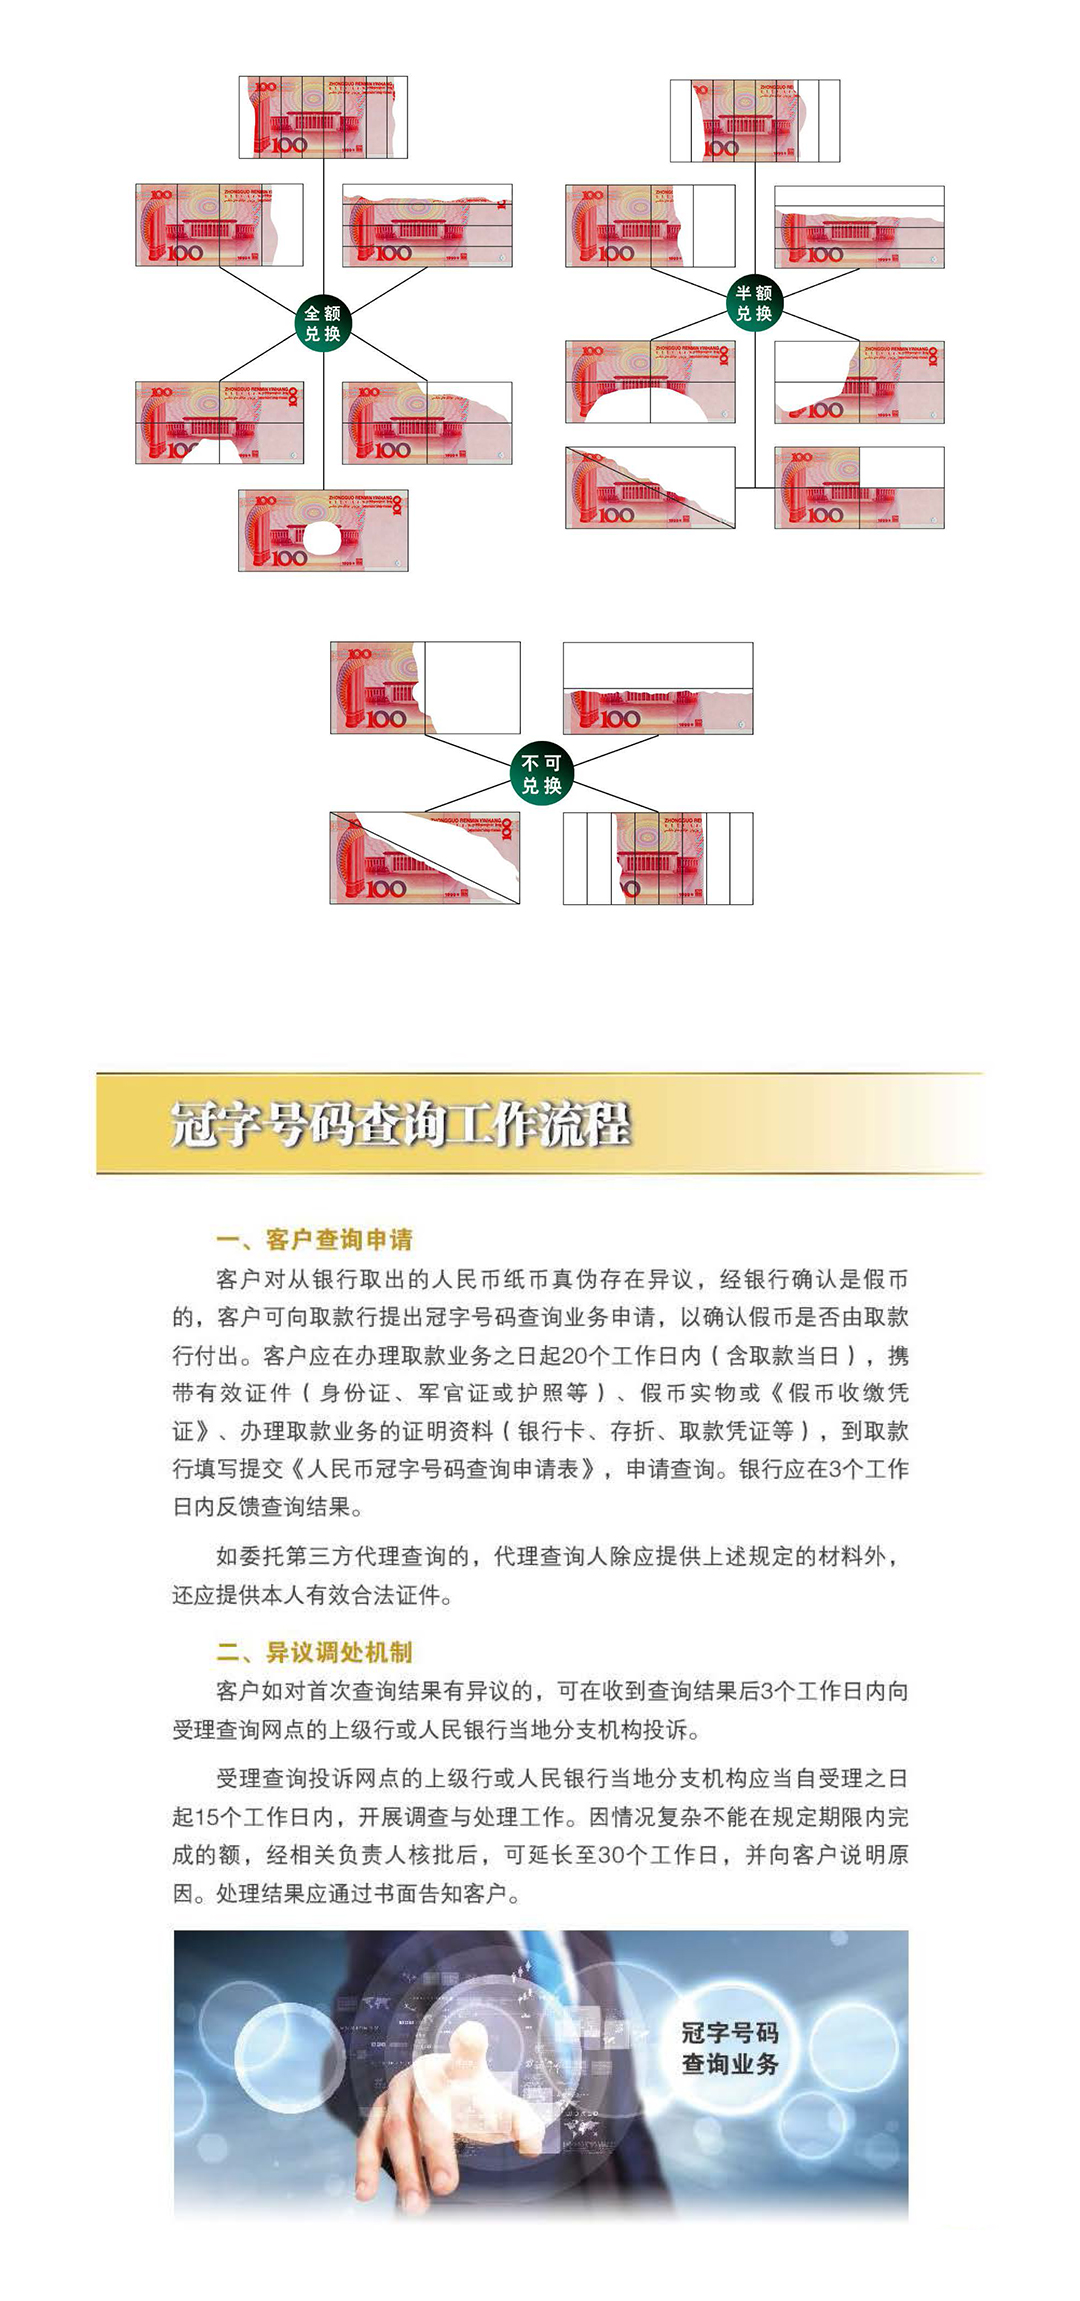 全额
兑换
半额
兑换
不可
兑换
冠字号码查询工作流程
一、客户查询申请
客户对从银行取出的人民币纸币真伪存在异议，经银行确认是假币
的，客户可向取款行提出冠字号码查询业务申请，以确认假币是否由取款
行付出。客户应在办理取款业务之日起20个工作日内（含取款当日），携
带有效证件（身份证、军官证或护照等）、假币实物或《假币收缴凭
证》、办理取款业务的证明资料（银行卡、存折、取款凭证等），到取款
行填写提交《人民币冠字号码查询申请表》，申请查询。银行应在3个工作
日内反馈查询结果。
如委托第三方代理查询的，代理查询人除应提供上述规定的材料外，
还应提供本人有效合法证件。
二、异议调处机制
客户如对首次查询结果有异议的，可在收到查询结果后3个工作日内向
受理查询网点的上级行或人民银行当地分支机构投诉。
受理查询投诉网点的上级行或人民银行当地分支机构应当自受理之日
起15个工作日内，开展调查与处理工作。因情况复杂不能在规定期限内完
成的额，经相关负责人核批后，可延长至30个工作日，并向客户说明原
因。处理结果应通过书面告知客户。
冠字号码
查询业务